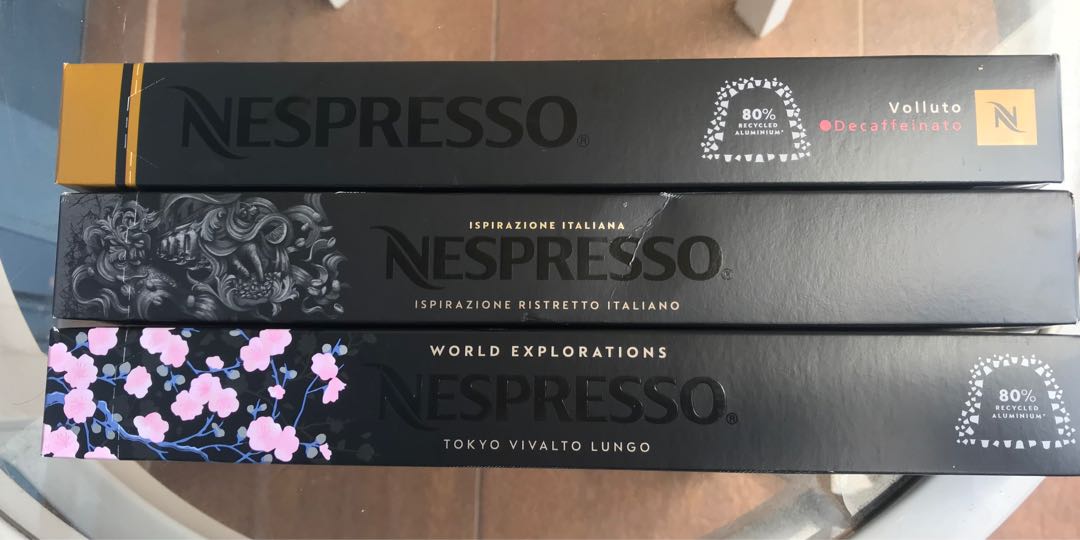 NESPRESSO®
80%
RECYCLED
ALUMINIUM*
Volluto
Decaffeinato
N
ISPIRAZIONE ITALIANA
NESPRESSO®
ISPIRAZIONE RISTRETTO ITALIANO
WORLD EXPLORATIONS
NESPRESSO®
TOKYO VIVALTO LUNGO
80%
RECYCLED
ALUMINIUM*